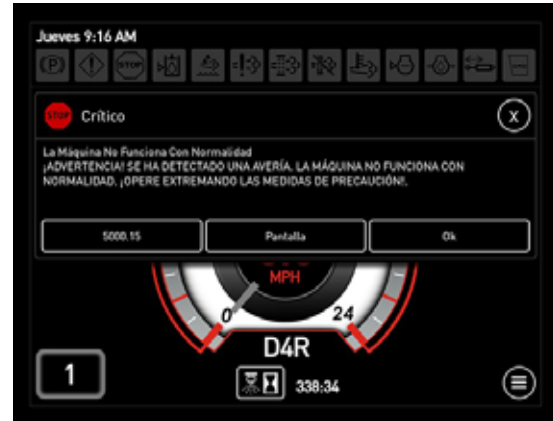 Jueves 9:16 AM
STOP
STOP Crítico
X
La Máquina No Funciona Con Normalidad
¡ADVERTENCIA! SE HA DETECTADO UNA AVERÍA. LA MÁQUINA NO FUNCIONA CON
NORMALIDAD. ¡OPERE EXTREMANDO LAS MEDIDAS DE PRECAUCIÓN!.
5000.15 Pantalla Ok
MPH
0 24
D4R
1 338:34